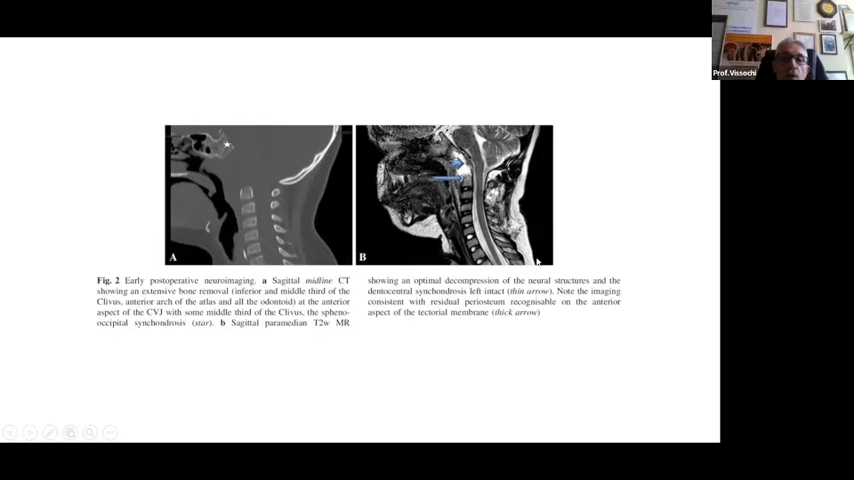 Prof.Vissochi
A
B
Fig. 2 Early postoperative neuroimaging. a Sagittal midline CT
showing an extensive bone removal (inferior and middle third of the
Clivus, anterior arch of the atlas and all the odontoid) at the anterior
aspect of the CVJ with some middle third of the Clivus, the spheno-
occipital synchondrosis (star). b Sagittal paramedian T2w MR
showing an optimal decompression of the neural structures and the
dentocentral synchondrosis left intact (thin arrow). Note the imaging
consistent with residual periosteum recognisable on the anterior
aspect of the tectorial membrane (thick arrow)